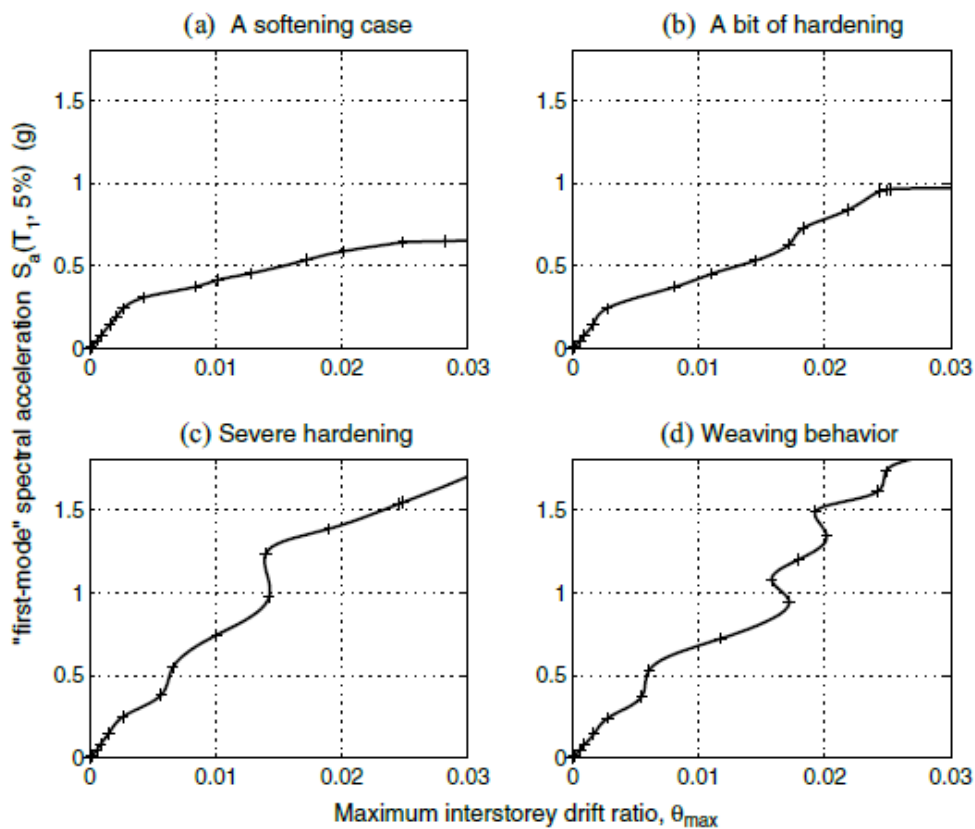 (a) A softening case
(b) A bit of hardening
1.5
1
0.5
0
0 0.01 0.02 0.03
1.5
1
0.5
0
0 0.01 0.02 0.03
(c) Severe hardening
(d) Weaving behavior
1.5
1
0.5
0
0 0.01 0.02 0.03
1.5
1
0.5
0
0 0.01 0.02 0.03
"first-mode" spectral acceleration Sa(T1, 5%) (g)
Maximum interstorey drift ratio, θmax